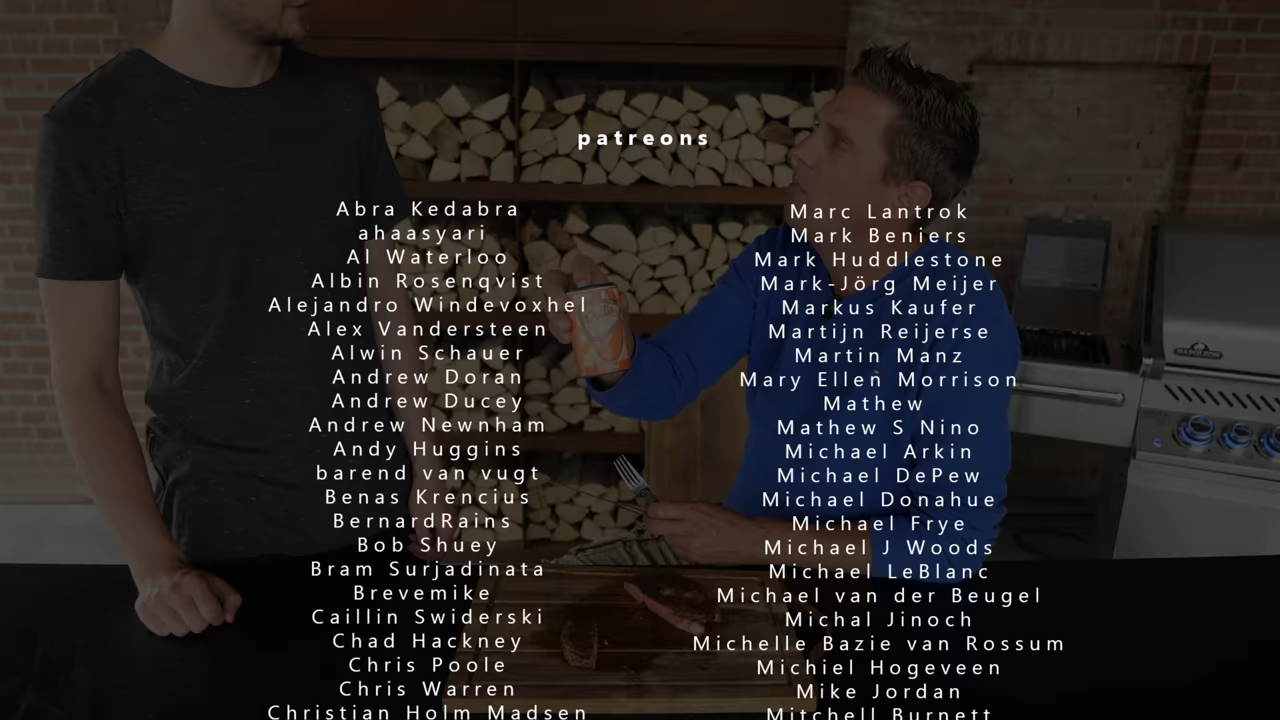 patreons
Abra Kedabra
ahaasyari
Al Waterloo
Albin Rosenqvist
Alejandro Windevoxhel
Alex Vandersteen
Alwin Schauer
Andrew Doran
Andrew Ducey
Andrew Newnham
Andy Huggins
barend van vugt
Benas Krencius
BernardRains
Bob Shuey
Bram Surjadinata
Brevemike
Caillin Swiderski
Chad Hackney
Chris Poole
Chris Warren
Christian Holm Madsen
Marc Lantrok
Mark Beniers
Mark Huddlestone
Mark-Jörg Meijer
Markus Kaufer
Martijn Reijerse
Martin Manz
Mary Ellen Morrison
Mathew
Mathew S Nino
Michael Arkin
Michael DePew
Michael Donahue
Michael Frye
Michael J Woods
Michael LeBlanc
Michael van der Beugel
Michal Jinoch
Michelle Bazie van Rossum
Michiel Hogeveen
Mike Jordan
Mitchell Burnett
NAPOLEON